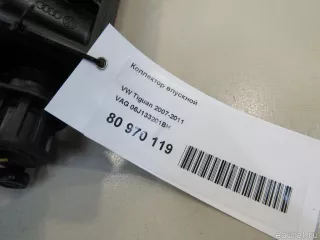 Коллектор впускной
VW Tiguan 2007-2011
VAG 06J133201BH
80 970 119